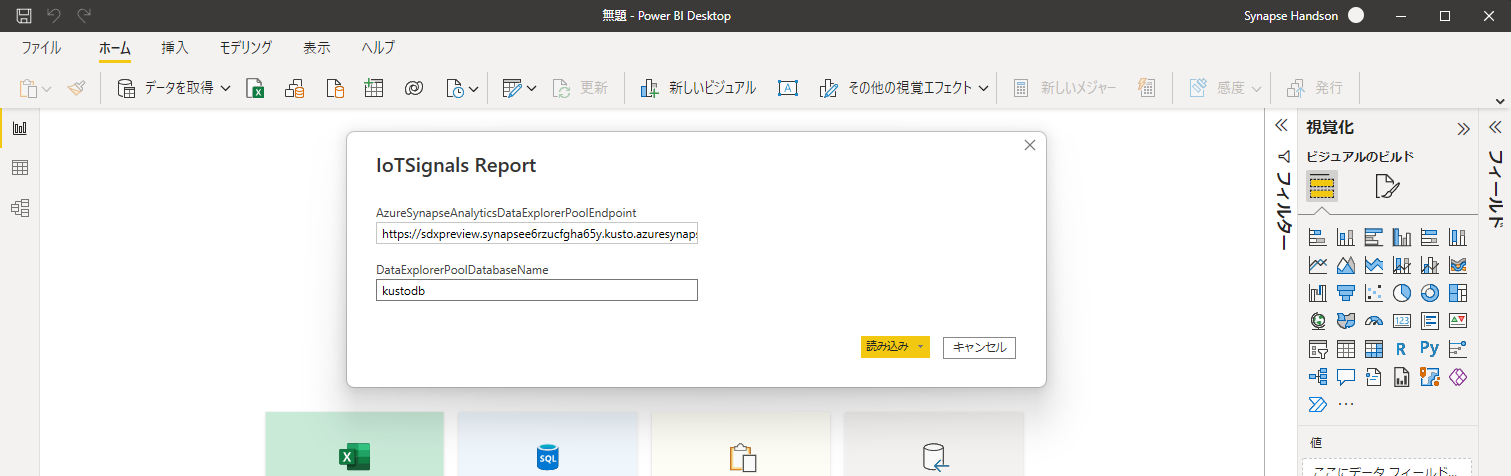 無題 - Power BI Desktop
Synapse Handson
ファイル
ホーム
挿入
モデリング
表示
ヘルプ
データを取得
更新
新しいビジュアル
その他の視覚エフェクト
新しいメジャー
感度
発行
IoTSignals Report
AzureSynapseAnalyticsDataExplorerPoolEndpoint
https://sdxpreview.synapsee6rzucfgha65y.kusto.azuresynaps
DataExplorerPoolDatabaseName
kustodb
読み込み
キャンセル
SQL
フィルター
視覚化
ビジュアルのビルド
123
R
Py
値
ここにデータ フィールド...
フィールド